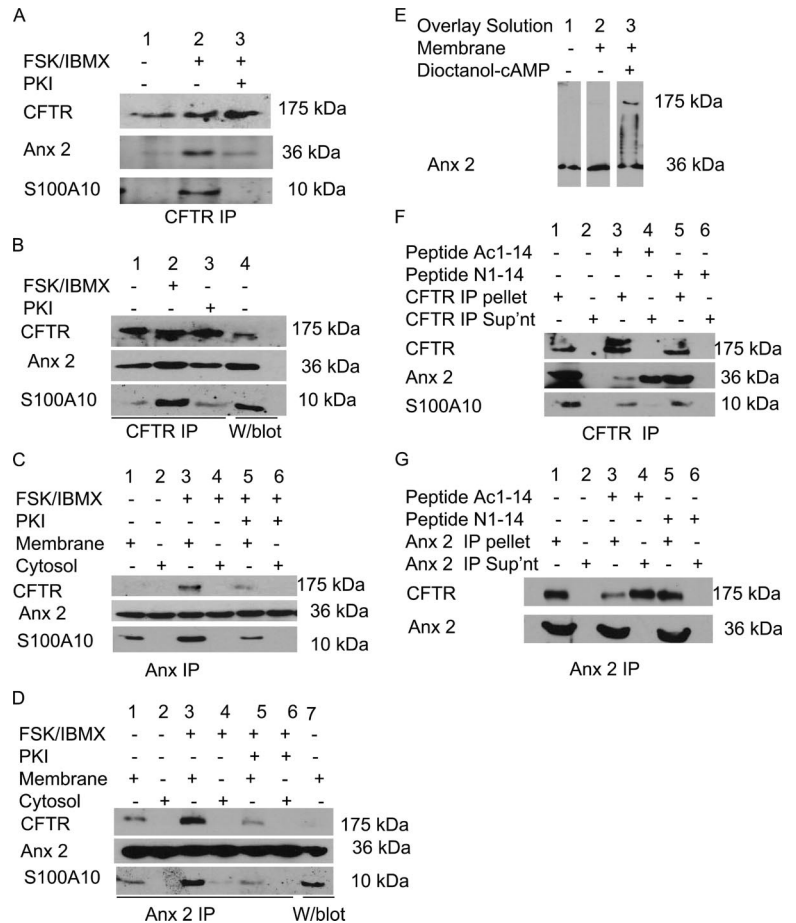 A
1 2 3
FSK/IBMX - + +
PKI - - +
CFTR 175 kDa
Anx 2 36 kDa
S100A10 10 kDa
CFTR IP
B
1 2 3 4
FSK/IBMX - + - -
PKI - - + -
CFTR 175 kDa
Anx 2 36 kDa
S100A10 10 kDa
CFTR IP W/blot
C
1 2 3 4 5 6
FSK/IBMX - - + + + +
PKI - - - - + +
Membrane + - + - + -
Cytosol - + - + - +
CFTR 175 kDa
Anx 2 36 kDa
S100A10 10 kDa
Anx IP
D
1 2 3 4 5 6 7
FSK/IBMX - - + + + + -
PKI - - - - + + -
Membrane + - + - + - +
Cytosol - + - + - + -
CFTR 175 kDa
Anx 2 36 kDa
S100A10 10 kDa
Anx 2 IP W/blot
E
Overlay Solution 1 2 3
Membrane - + +
Dioctanol-cAMP - - +
175 kDa
Anx 2 36 kDa
F
1 2 3 4 5 6
Peptide Ac1-14 - - + + - -
Peptide N1-14 - - - - + +
CFTR IP pellet + - + - + -
CFTR IP Sup'nt - + - + - +
CFTR 175 kDa
Anx 2 36 kDa
S100A10 10 kDa
CFTR IP
G
1 2 3 4 5 6
Peptide Ac1-14 - - + + - -
Peptide N1-14 - - - - + +
Anx 2 IP pellet + - + - + -
Anx 2 IP Sup'nt - + - + - +
CFTR 175 kDa
Anx 2 36 kDa
Anx 2 IP